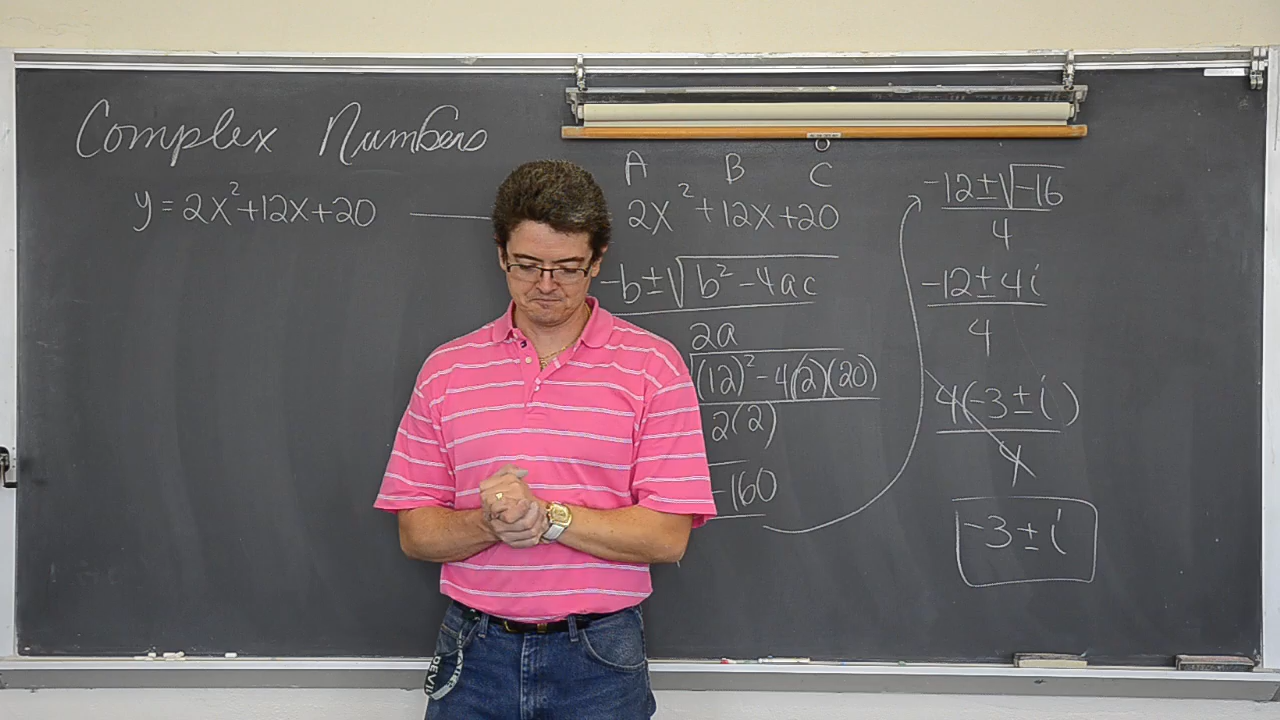 Complex Numbers
y = 2x² + 12x + 20
A B C
2x² + 12x + 20
-b ± √b² - 4ac
2a
(12)² - 4(2)(20)
2(2)
-160
-12 ± √-16
4
-12 ± 4i
4
4(-3 ± i)
4
-3 ± i
DEVIL